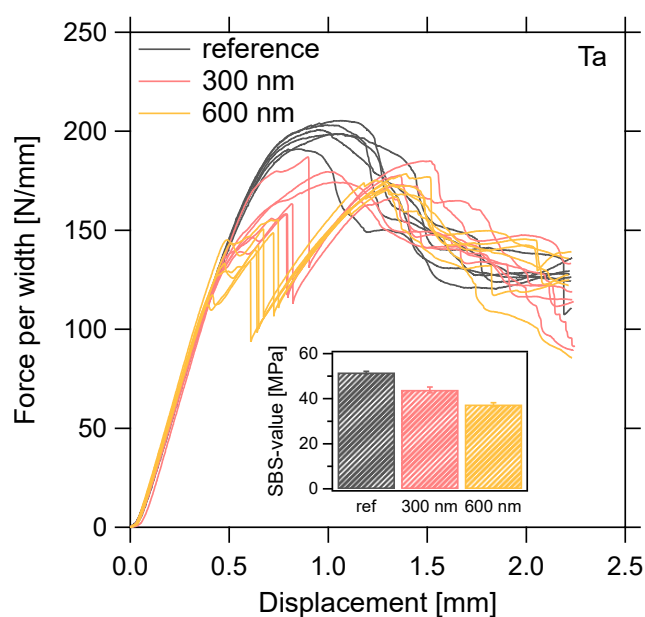 250
200
150
100
50
0
Force per width [N/mm]
reference
300 nm
600 nm
Ta
60
40
20
0
SBS-value [MPa]
ref 300 nm 600 nm
0.0 0.5 1.0 1.5 2.0 2.5
Displacement [mm]